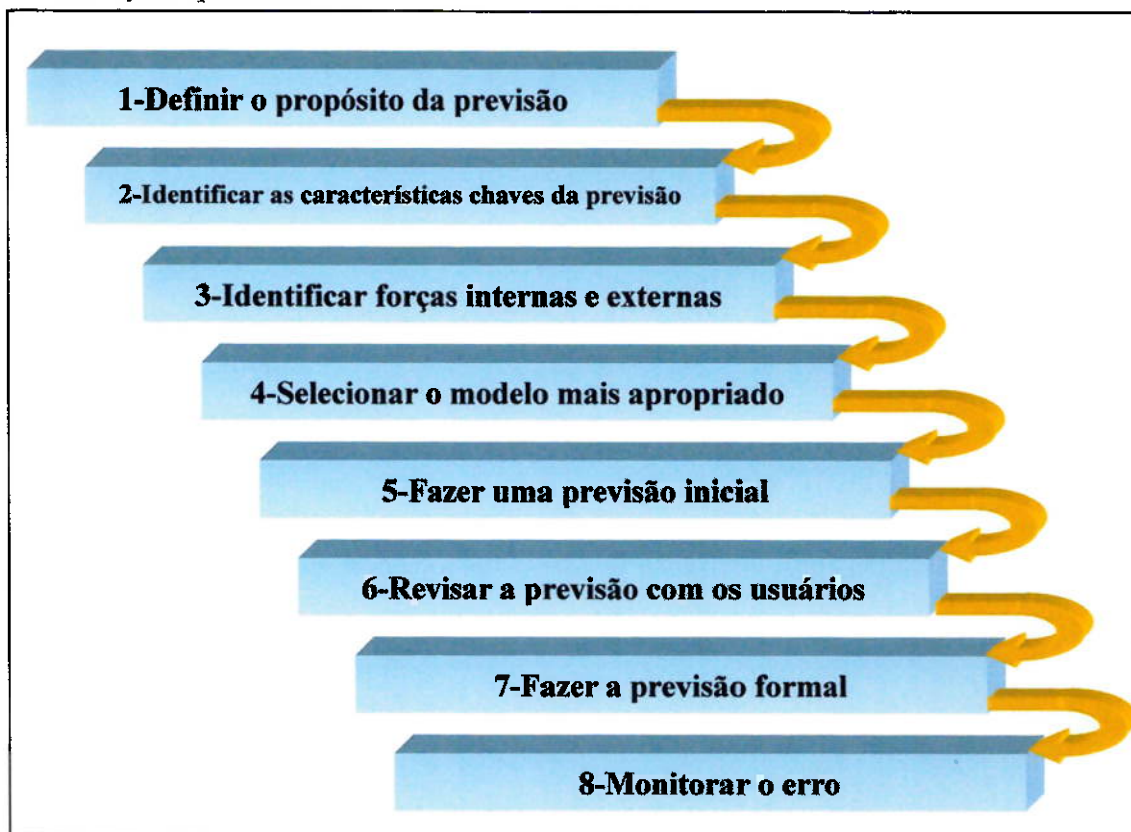 1-Definir o propósito da previsão
2-Identificar as características chaves da previsão
3-Identificar forças internas e externas
4-Selecionar o modelo mais apropriado
5-Fazer uma previsão inicial
6-Revisar a previsão com os usuários
7-Fazer a previsão formal
8-Monitorar o erro